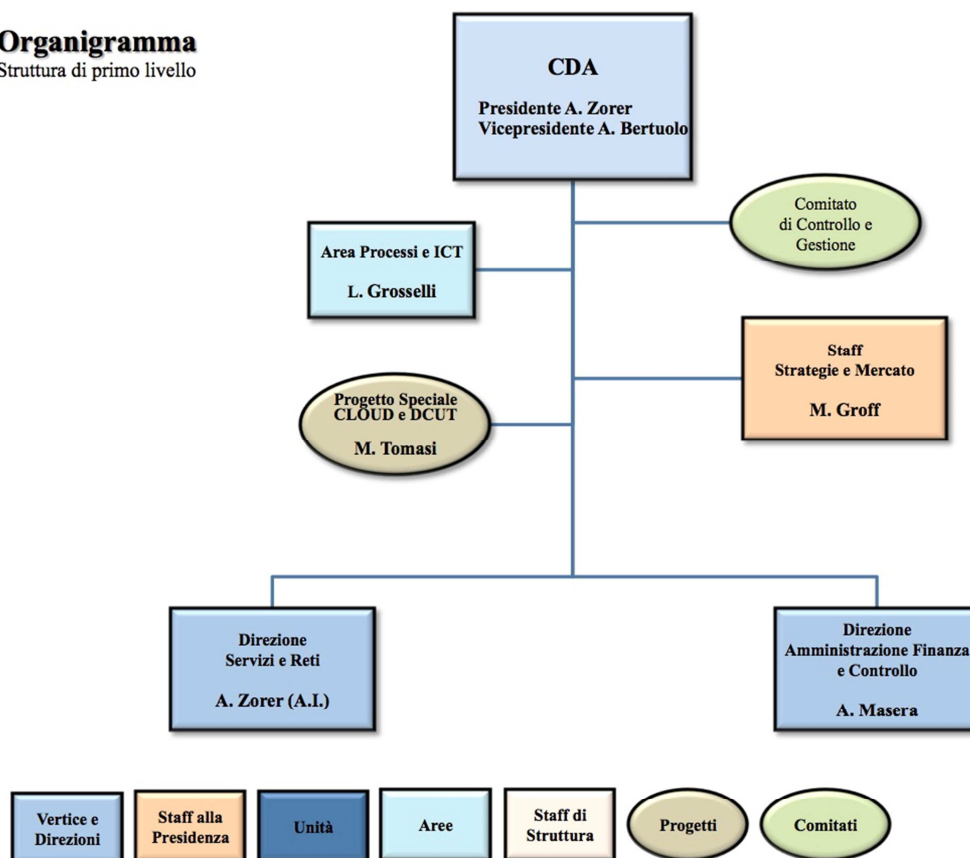 Organigramma
Struttura di primo livello
CDA
Presidente A. Zorer
Vicepresidente A. Bertuolo
Comitato
di Controllo e
Gestione
Area Processi e ICT
L. Grosselli
Staff
Strategie e Mercato
M. Groff
Progetto Speciale
CLOUD e DCUT
M. Tomasi
Direzione
Servizi e Reti
A. Zorer (A.I.)
Direzione
Amministrazione Finanza
e Controllo
A. Masera
Vertice e
Direzioni
Staff alla
Presidenza
Unità
Aree
Staff di
Struttura
Progetti
Comitati